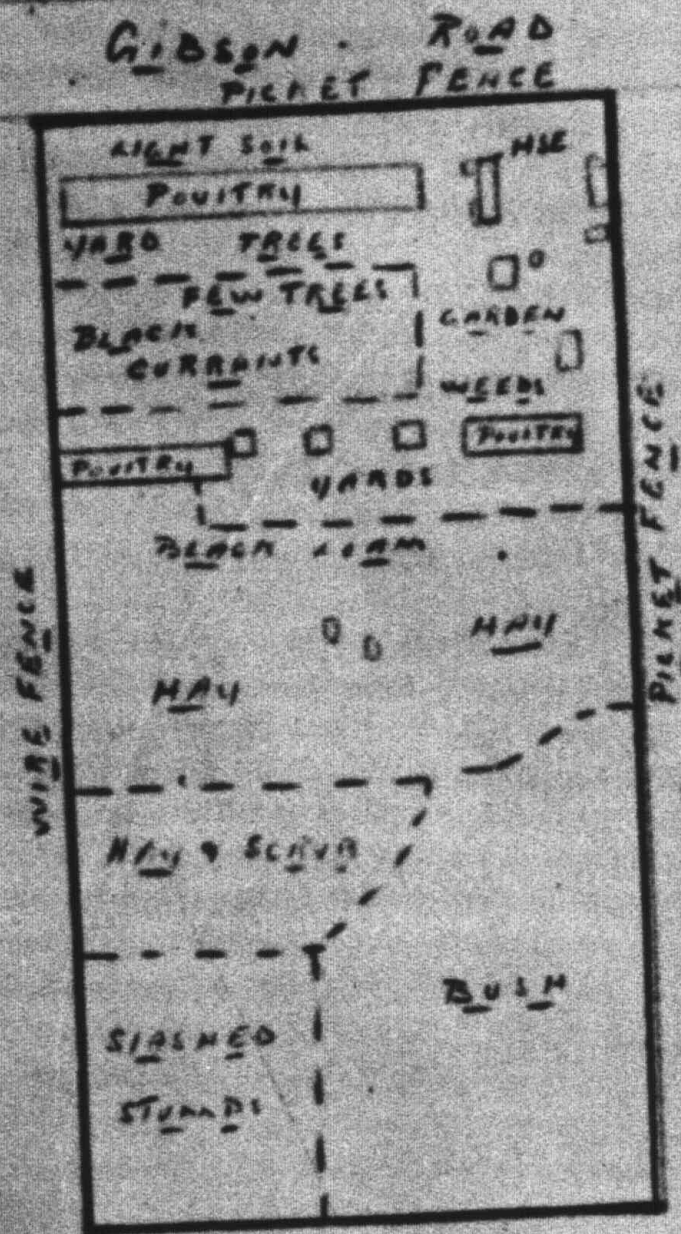 GIBSON . ROAD
PICKET FENCE
LIGHT SOIL
HSE
POULTRY
YARD TREES
FEW TREES
BLACK
CURRANTS
GARDEN
WEEDS
POULTRY
POULTRY
YARDS
BLACK LOAM
HAY
HAY
WIRE FENCE
PICKET FENCE
HAY & SCRUB
BUSH
SLASHED
STUMPS